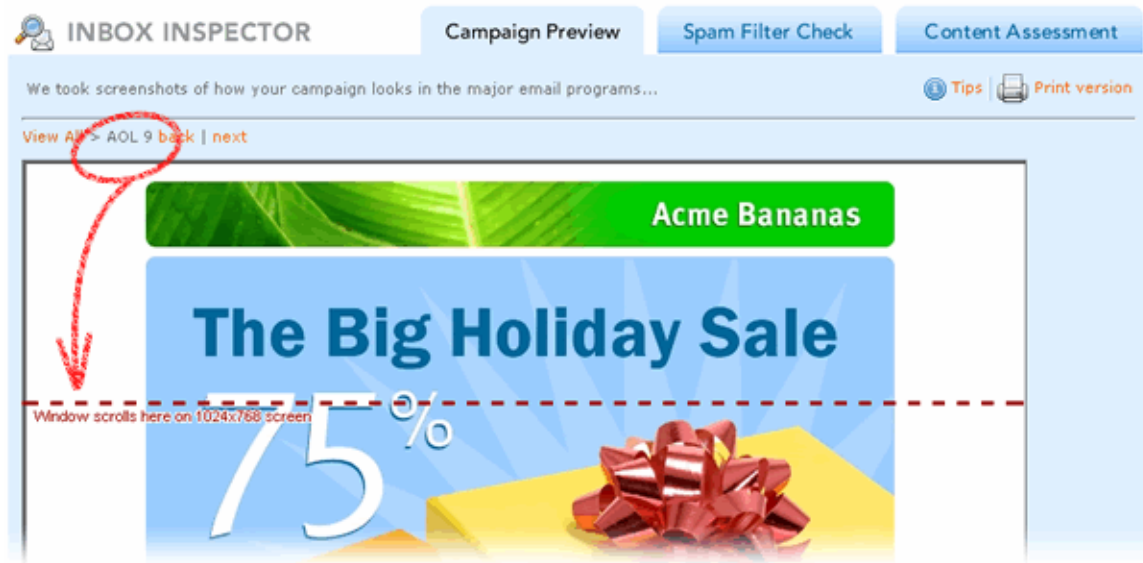 INBOX INSPECTOR
Campaign Preview
Spam Filter Check
Content Assessment
We took screenshots of how your campaign looks in the major email programs...
Tips
Print version
View All > AOL 9 back | next
Acme Bananas
The Big Holiday Sale
Window scrolls here on 1024x768 screen
75%